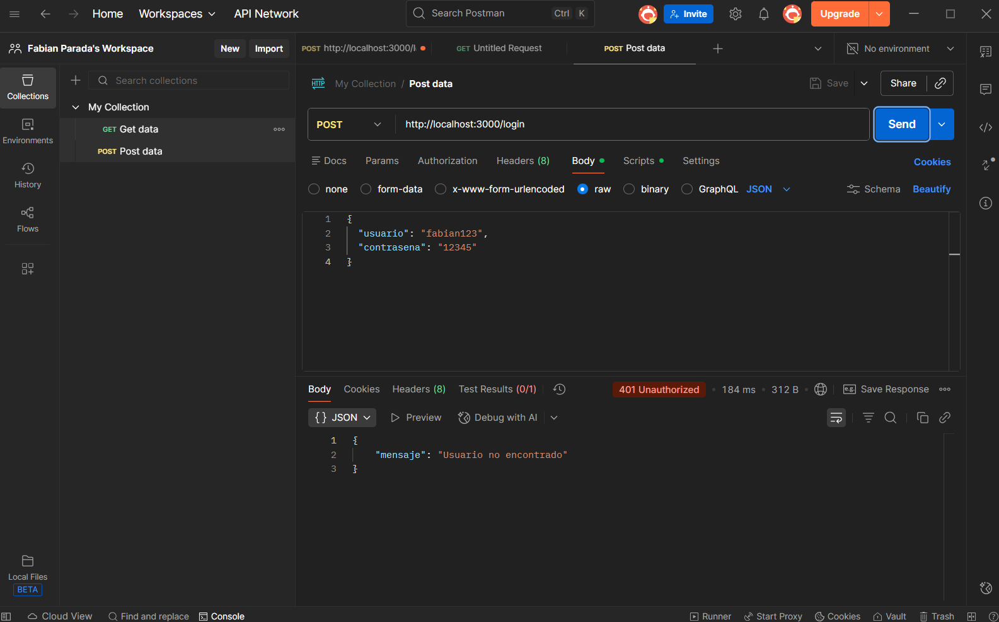 Home Workspaces API Network Search Postman Ctrl K Invite Upgrade
Fabian Parada's Workspace New Import
POST http://localhost:3000/l GET Untitled Request POST Post data No environment
Collections
Environments
History
Flows
Local Files
BETA
Search collections
My Collection
GET Get data
POST Post data
HTTP My Collection / Post data Save Share
POST http://localhost:3000/login Send
Docs Params Authorization Headers (8) Body Scripts Settings Cookies
none form-data x-www-form-urlencoded raw binary GraphQL JSON Schema Beautify
1 {
2 "usuario": "fabian123",
3 "contrasena": "12345"
4 }
Body Cookies Headers (8) Test Results (0/1) 401 Unauthorized • 184 ms • 312 B • e.g. Save Response
{} JSON Preview Debug with AI
1 {
2 "mensaje": "Usuario no encontrado"
3 }
Cloud View Find and replace Console Runner Start Proxy Cookies Vault Trash